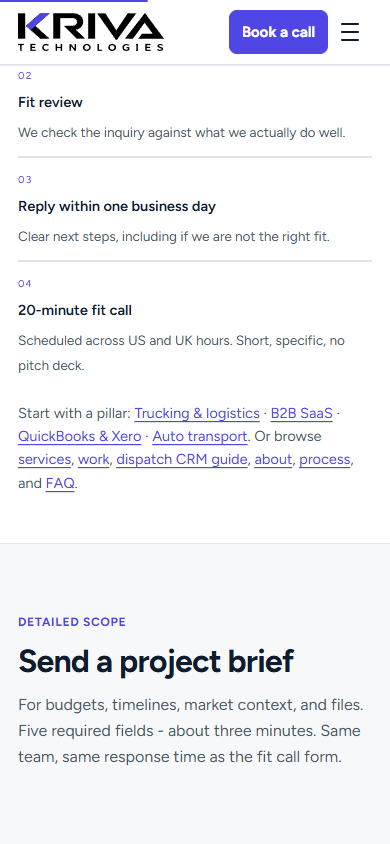 KRIVA
TECHNOLOGIES
Book a call
02
Fit review
We check the inquiry against what we actually do well.
03
Reply within one business day
Clear next steps, including if we are not the right fit.
04
20-minute fit call
Scheduled across US and UK hours. Short, specific, no
pitch deck.
Start with a pillar: Trucking & logistics · B2B SaaS ·
QuickBooks & Xero · Auto transport. Or browse
services, work, dispatch CRM guide, about, process,
and FAQ.
DETAILED SCOPE
Send a project brief
For budgets, timelines, market context, and files.
Five required fields - about three minutes. Same
team, same response time as the fit call form.